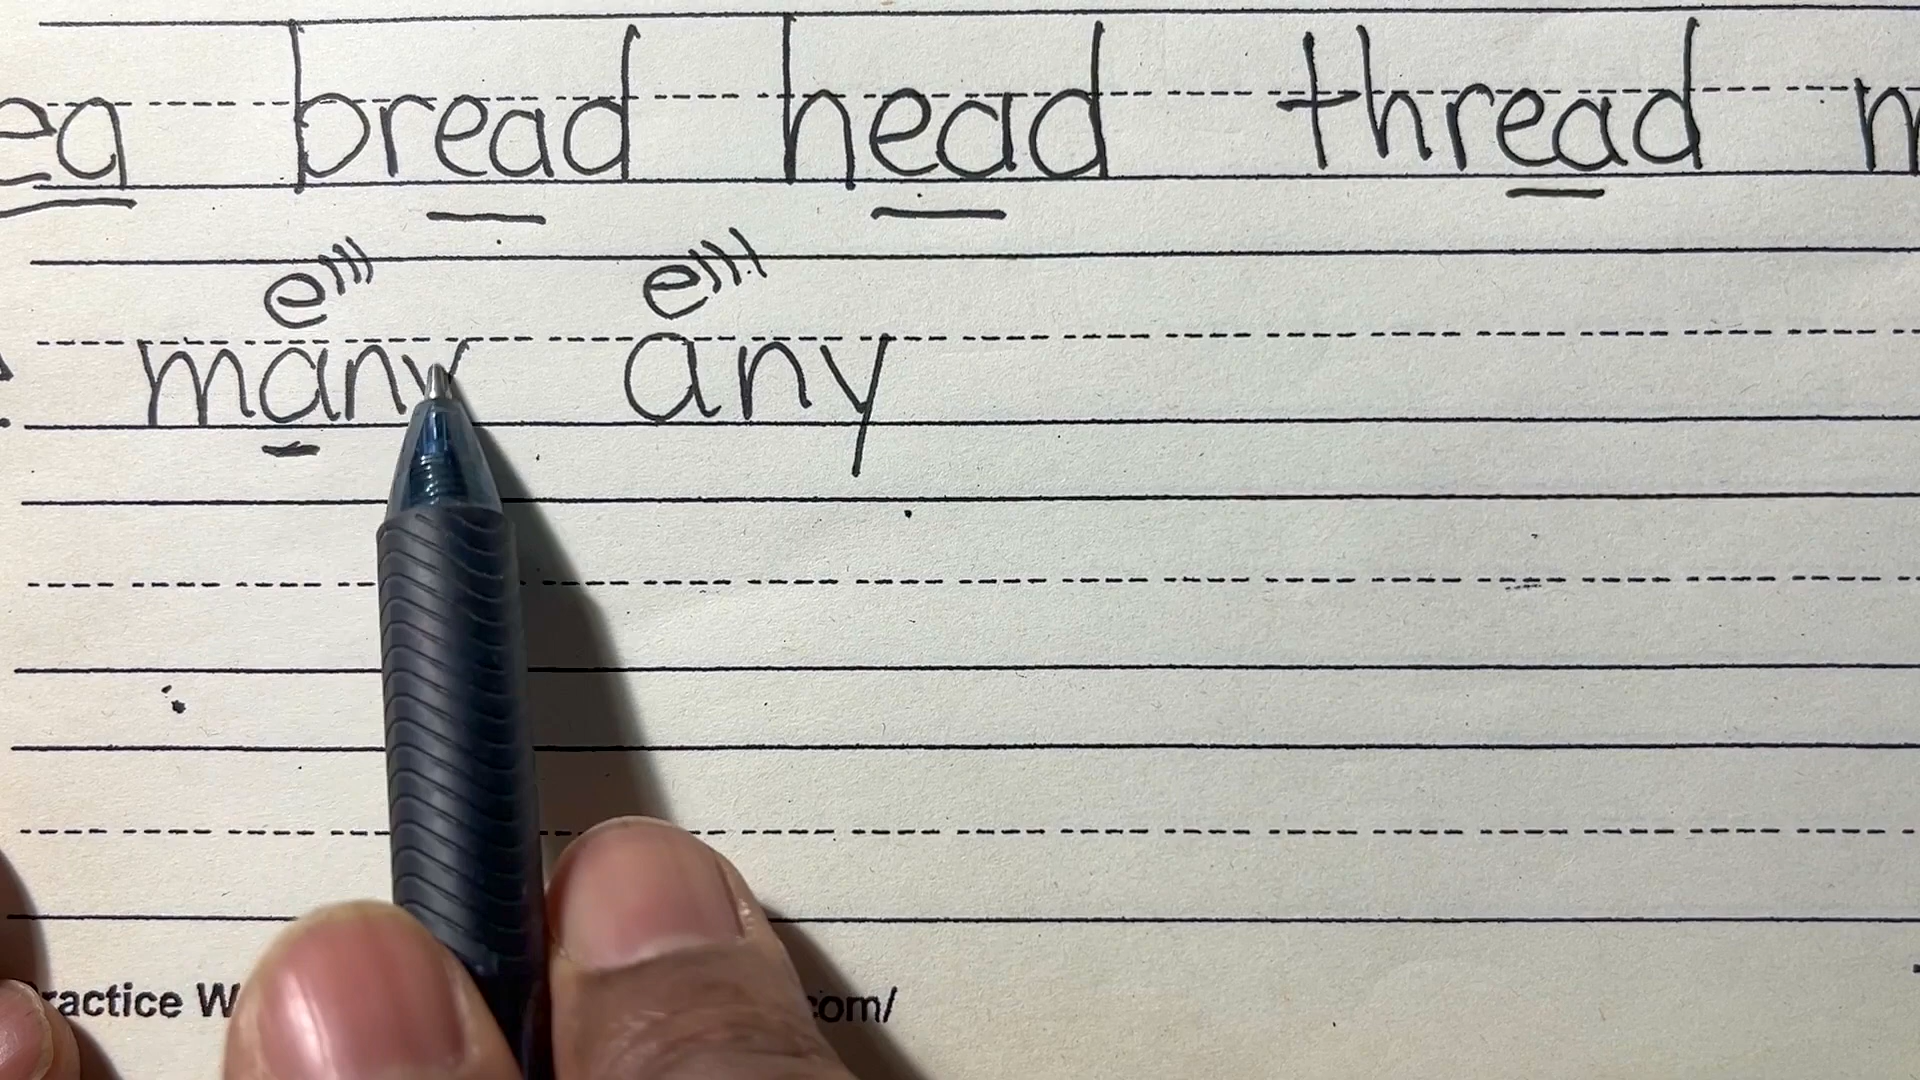 ea bread head thread
e))) e))))
many any
ractice W com/